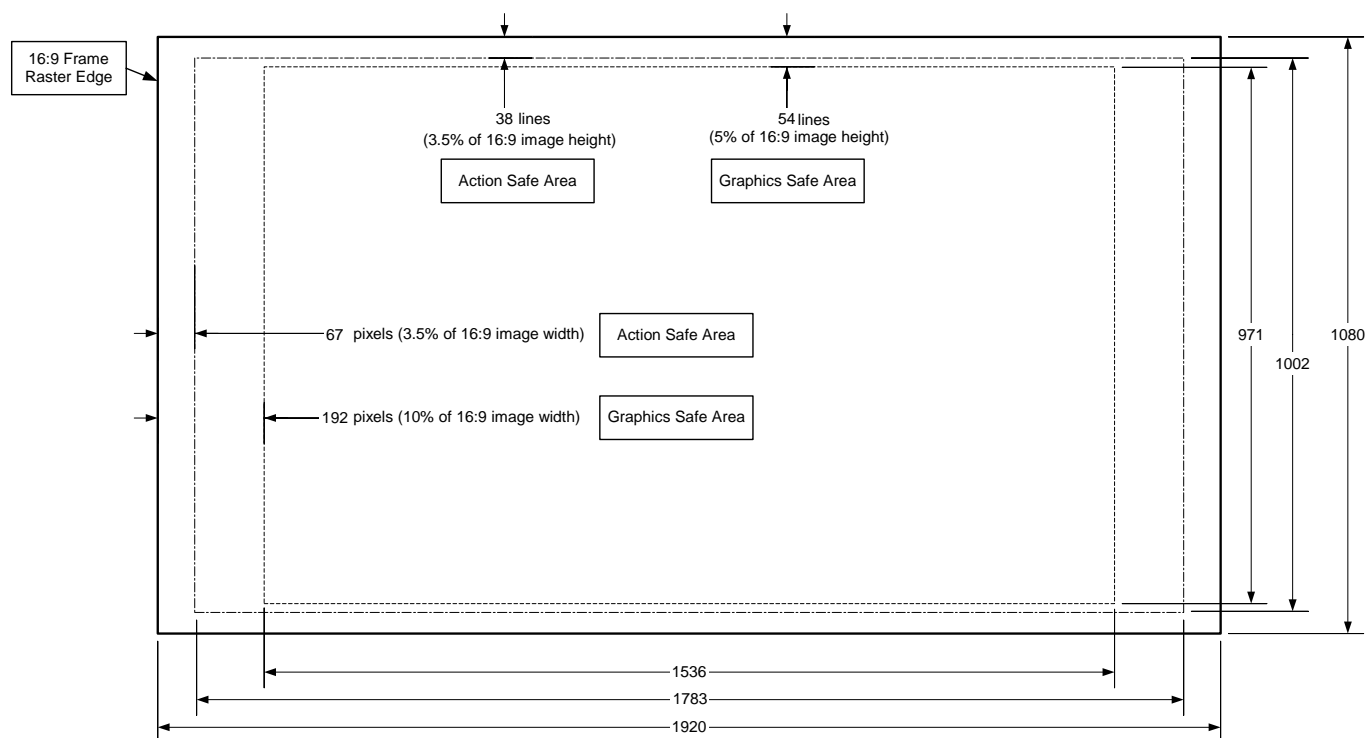 16:9 Frame
Raster Edge
38 lines
(3.5% of 16:9 image height)
Action Safe Area
54 lines
(5% of 16:9 image height)
Graphics Safe Area
67 pixels (3.5% of 16:9 image width)
Action Safe Area
192 pixels (10% of 16:9 image width)
Graphics Safe Area
971
1002
1080
1536
1783
1920